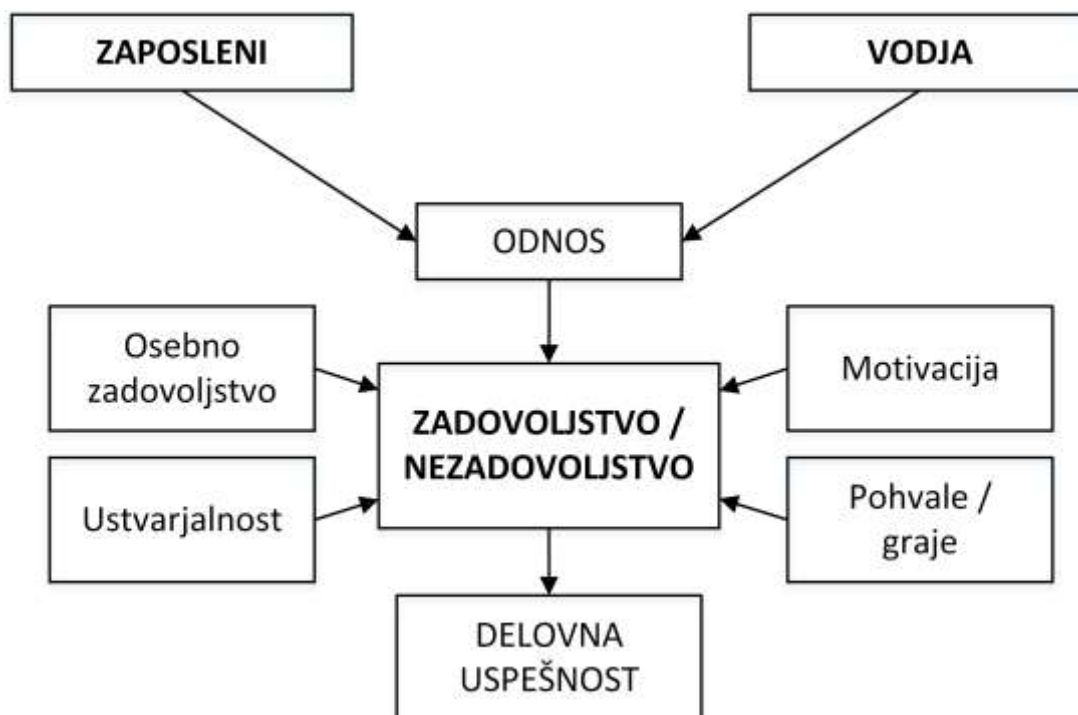 ZAPOSLENI
VODJA
ODNOS
Osebno
zadovoljstvo
Motivacija
ZADOVOLJSTVO /
NEZADOVOLJSTVO
Ustvarjalnost
Pohvale /
graje
DELOVNA
USPEŠNOST